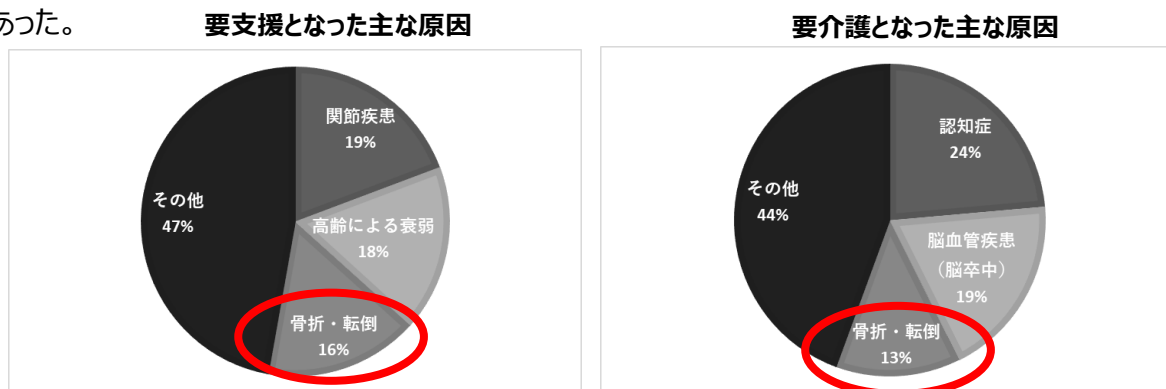 あった。
要支援となった主な原因
関節疾患
19%
高齢による衰弱
18%
骨折・転倒
16%
その他
47%
要介護となった主な原因
認知症
24%
脳血管疾患
（脳卒中）
19%
骨折・転倒
13%
その他
44%